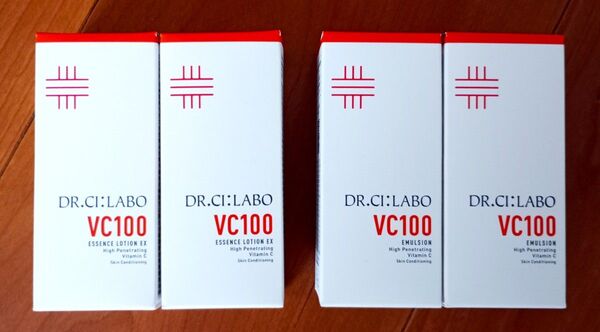 DR.CI:LABO
VC100
ESSENCE LOTION EX
High Penetrating
Vitamin C
Skin Conditioning
DR.CI:LABO
VC100
ESSENCE LOTION EX
High Penetrating
Vitamin C
Skin Conditioning
DR.CI:LABO
VC100
EMULSION
High Penetrating
Vitamin C
Skin Conditioning
DR.CI:LABO
VC100
EMULSION
High Penetrating
Vitamin C
Skin Conditioning